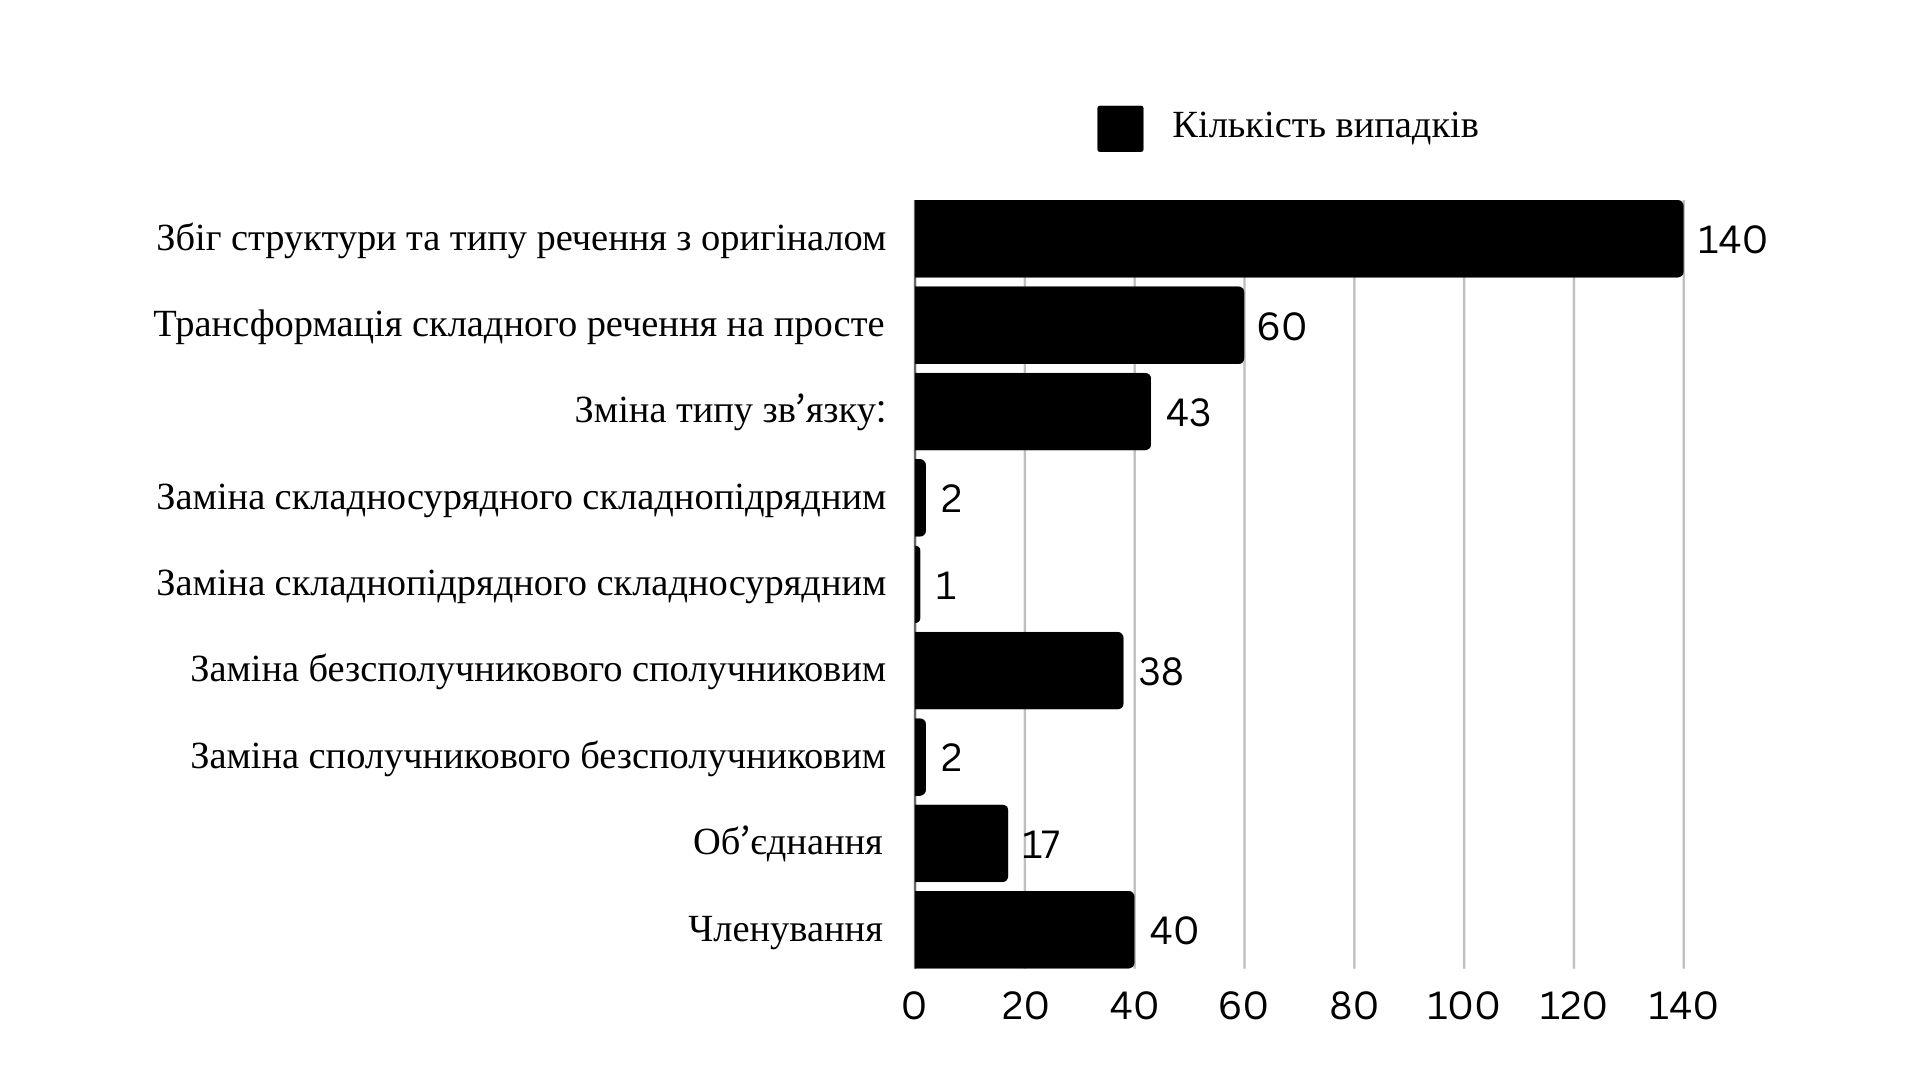 Кількість випадків
Збіг структури та типу речення з оригіналом 140
Трансформація складного речення на просте 60
Зміна типу зв’язку: 43
Заміна складносурядного складнопідрядним 2
Заміна складнопідрядного складносурядним 1
Заміна безсполучникового сполучниковим 38
Заміна сполучникового безсполучниковим 2
Об’єднання 17
Членування 40
0 20 40 60 80 100 120 140